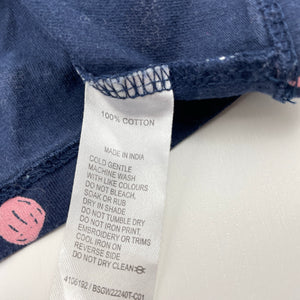 100% COTTON
MADE IN INDIA
COLD GENTLE
MACHINE WASH
WITH LIKE COLOURS
DO NOT BLEACH,
SOAK OR RUB
DRY IN SHADE
DO NOT TUMBLE DRY
DO NOT IRON PRINT,
EMBROIDERY OR TRIMS
COOL IRON ON
REVERSE SIDE
DO NOT DRY CLEAN
4106192 / BSGW22240T-C01